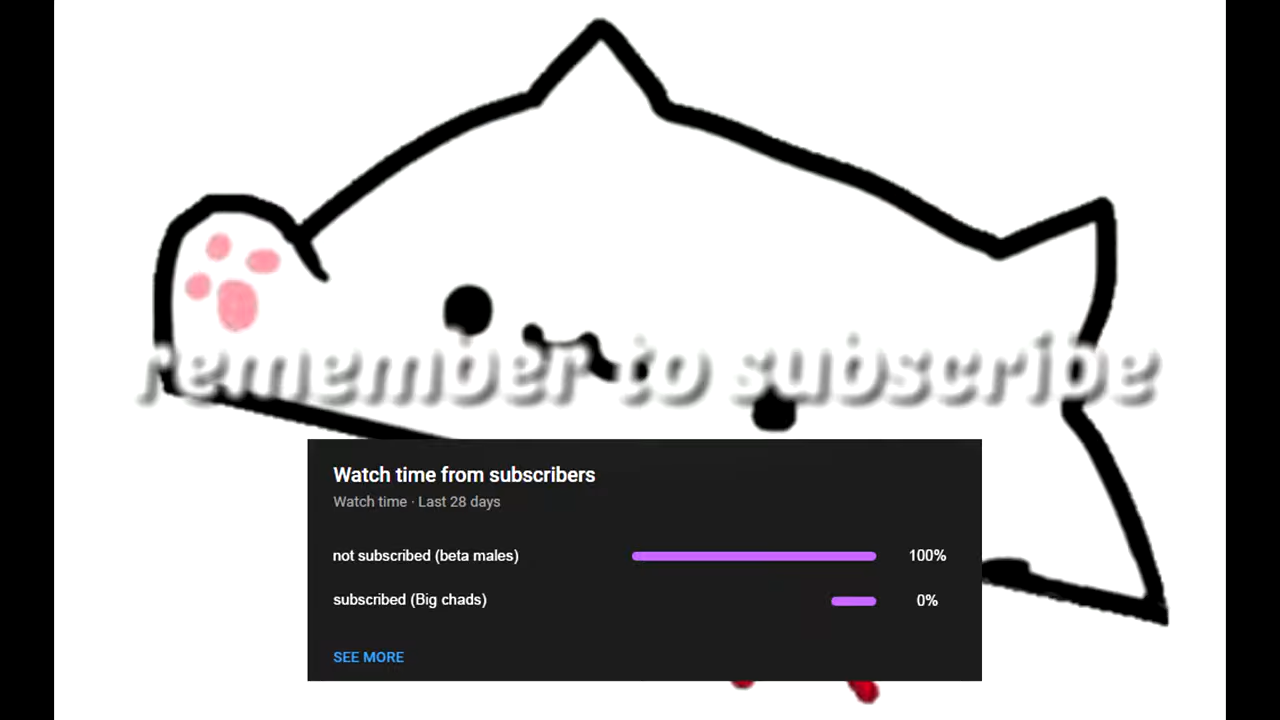 remember to subscribe
Watch time from subscribers
Watch time · Last 28 days
not subscribed (beta males) 100%
subscribed (Big chads) 0%
SEE MORE